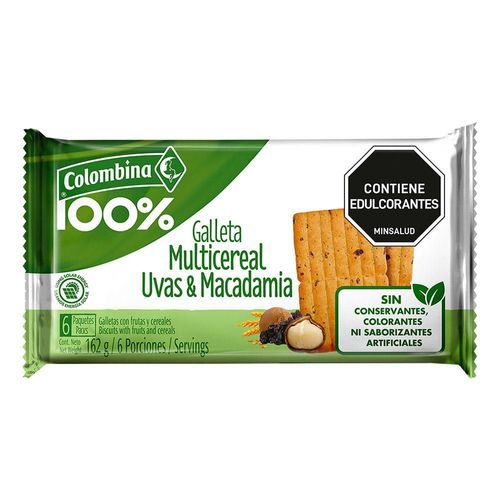 Colombina
100%
Galleta
Multicereal
Uvas & Macadamia
6 Paquetes
Packs
Galletas con frutas y cereales
Biscuits with fruits and cereals
Cont. Neto
Net Weight
162 g / 6 Porciones / Servings
CONTIENE
EDULCORANTES
MINSALUD
SIN
CONSERVANTES,
COLORANTES
NI SABORIZANTES
ARTIFICIALES